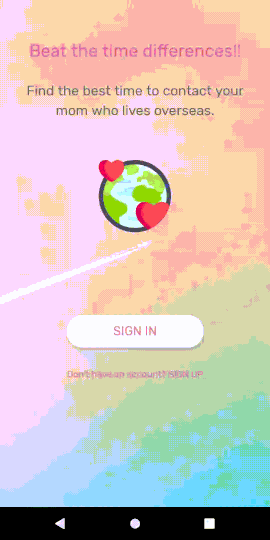 Beat the time differences!!
Find the best time to contact your
mom who lives overseas.
SIGN IN
Don't have an account? SIGN UP